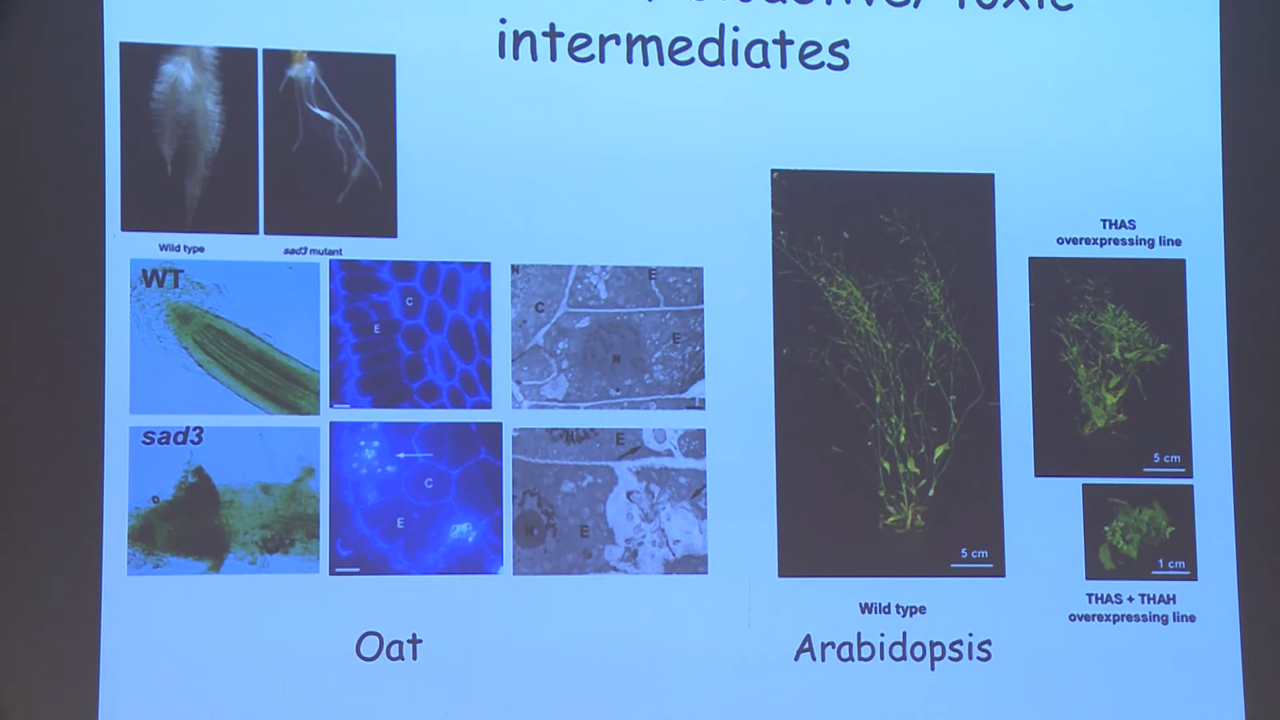 intermediates
Wild type
sad3 mutant
WT
C
E
N
E
C
E
N
sad3
C
E
N
E
E
THAS
overexpressing line
5 cm
5 cm
1 cm
Wild type
THAS + THAH
overexpressing line
Oat
Arabidopsis